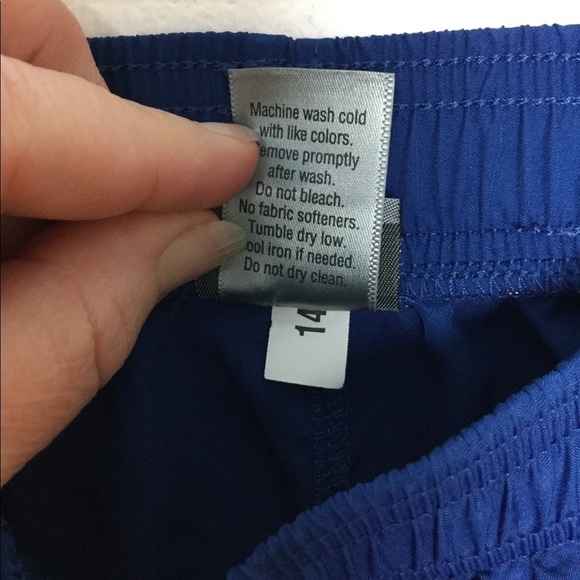 Machine wash cold
with like colors.
emove promptly
after wash.
Do not bleach.
No fabric softeners.
Tumble dry low.
ool iron if needed.
Do not dry clean.
14